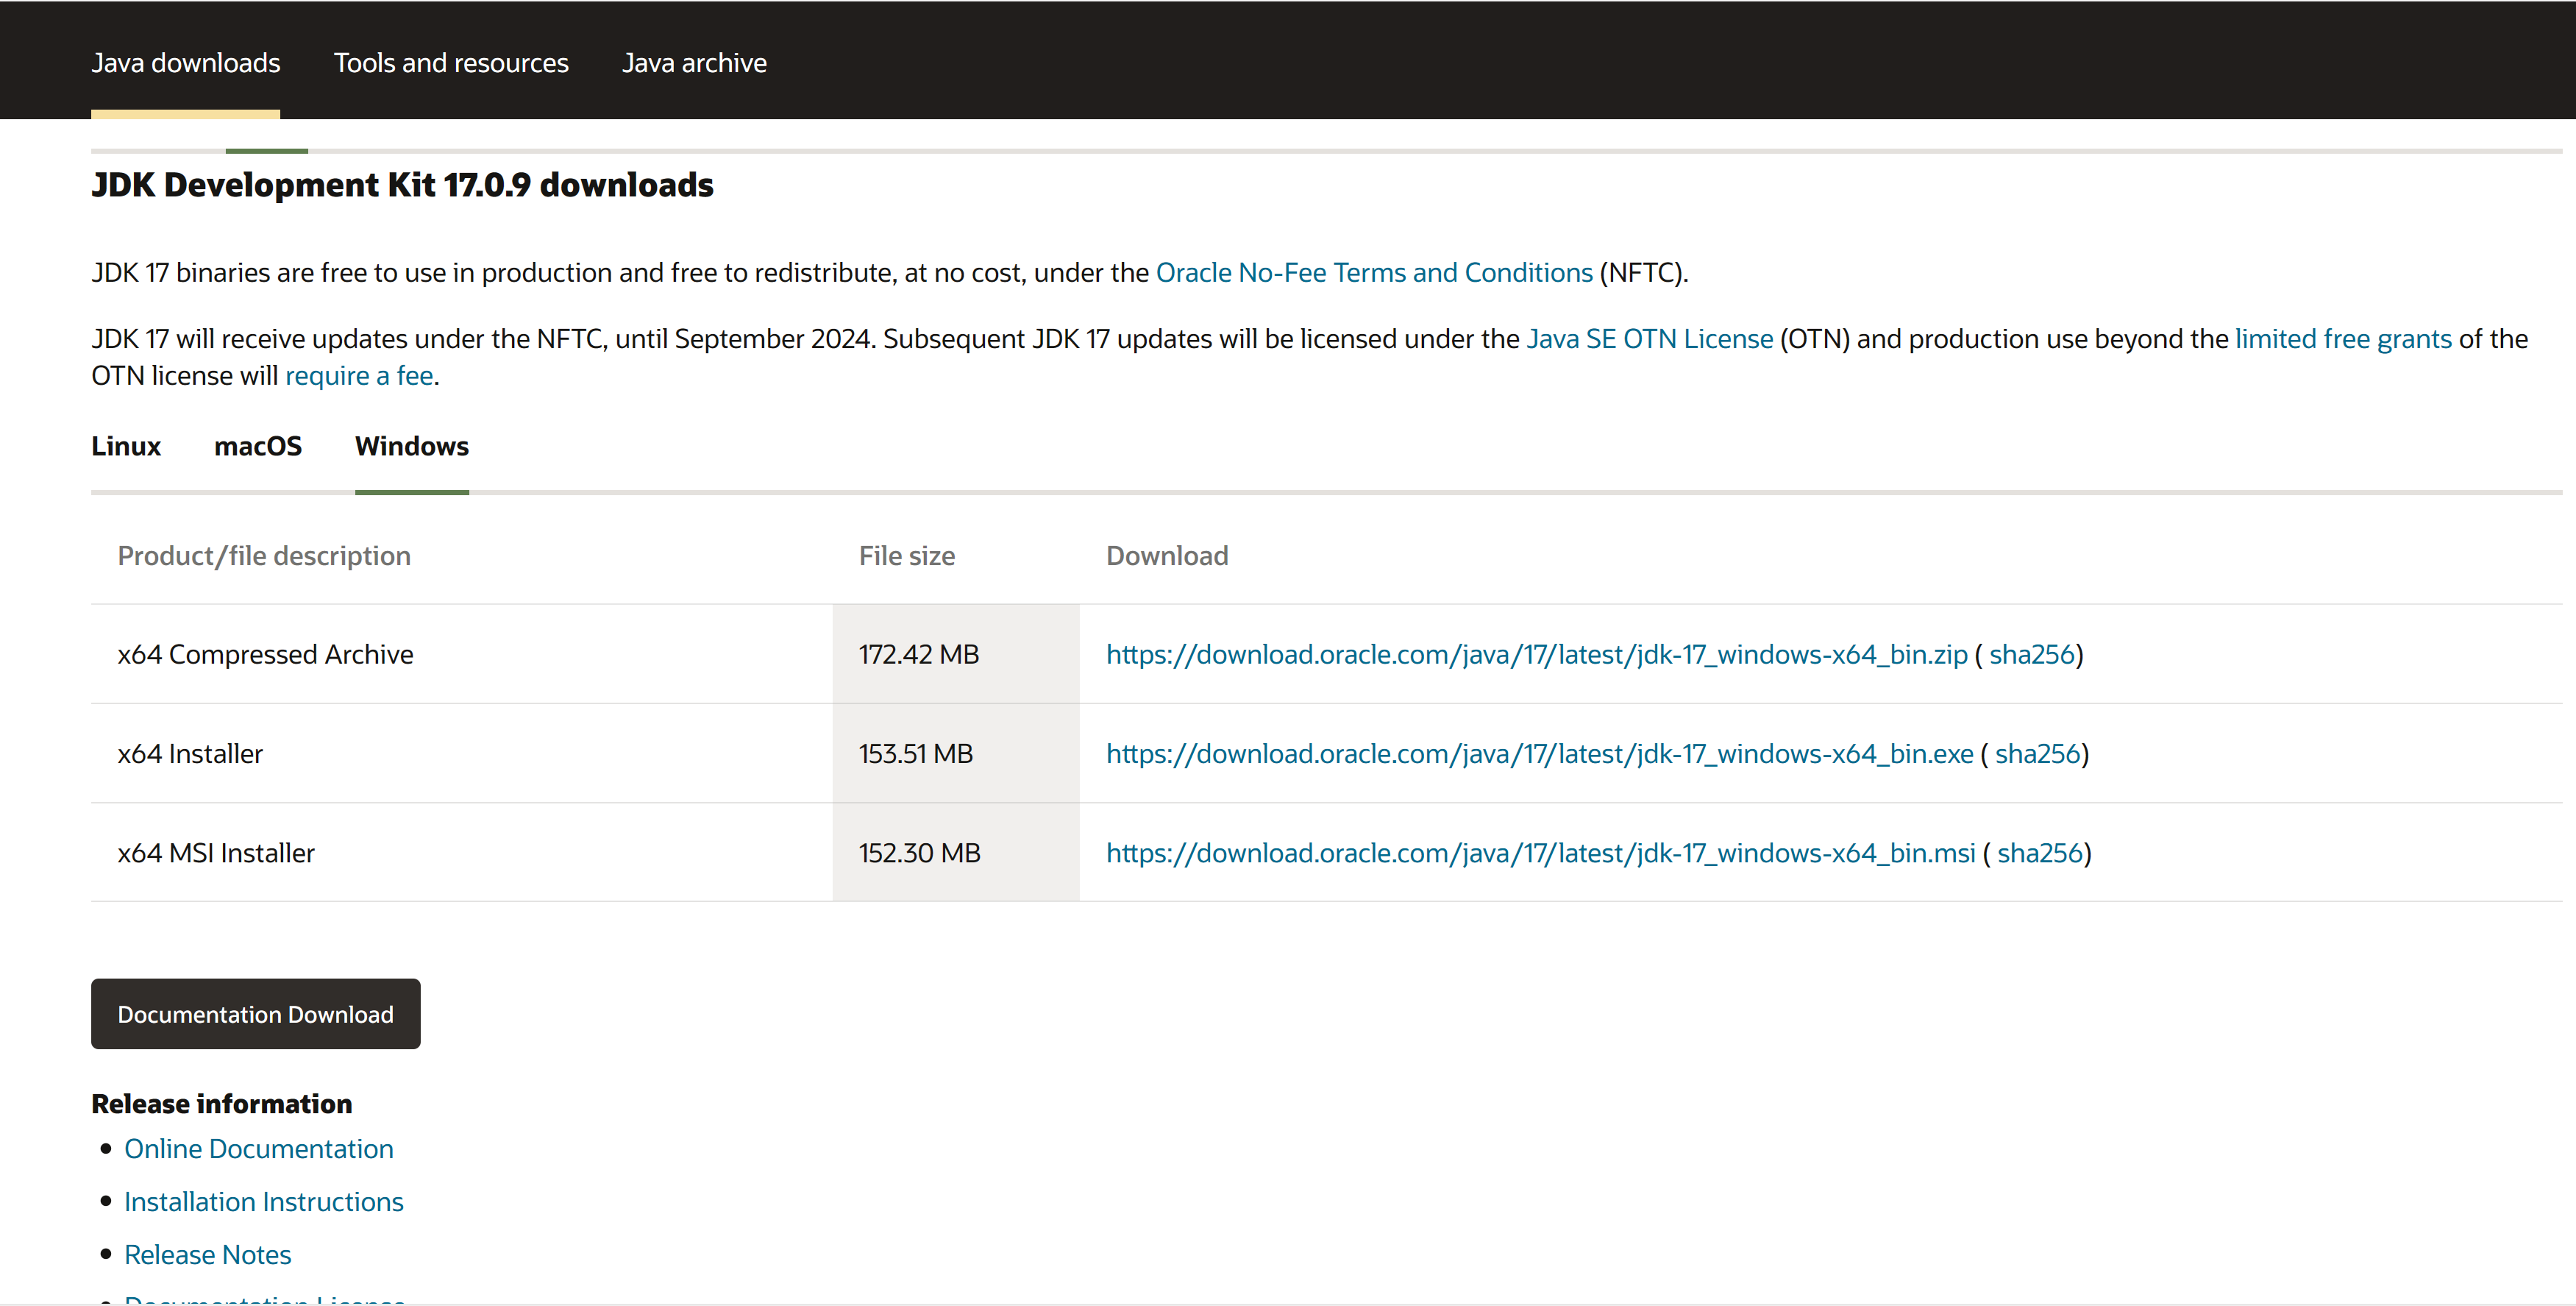 Java downloads Tools and resources Java archive
JDK Development Kit 17.0.9 downloads
JDK 17 binaries are free to use in production and free to redistribute, at no cost, under the Oracle No-Fee Terms and Conditions (NFTC).
JDK 17 will receive updates under the NFTC, until September 2024. Subsequent JDK 17 updates will be licensed under the Java SE OTN License (OTN) and production use beyond the limited free grants of the
OTN license will require a fee.
Linux macOS Windows
Product/file description File size Download
x64 Compressed Archive 172.42 MB https://download.oracle.com/java/17/latest/jdk-17_windows-x64_bin.zip ( sha256)
x64 Installer 153.51 MB https://download.oracle.com/java/17/latest/jdk-17_windows-x64_bin.exe ( sha256)
x64 MSI Installer 152.30 MB https://download.oracle.com/java/17/latest/jdk-17_windows-x64_bin.msi ( sha256)
Documentation Download
Release information
• Online Documentation
• Installation Instructions
• Release Notes
• Documentation License